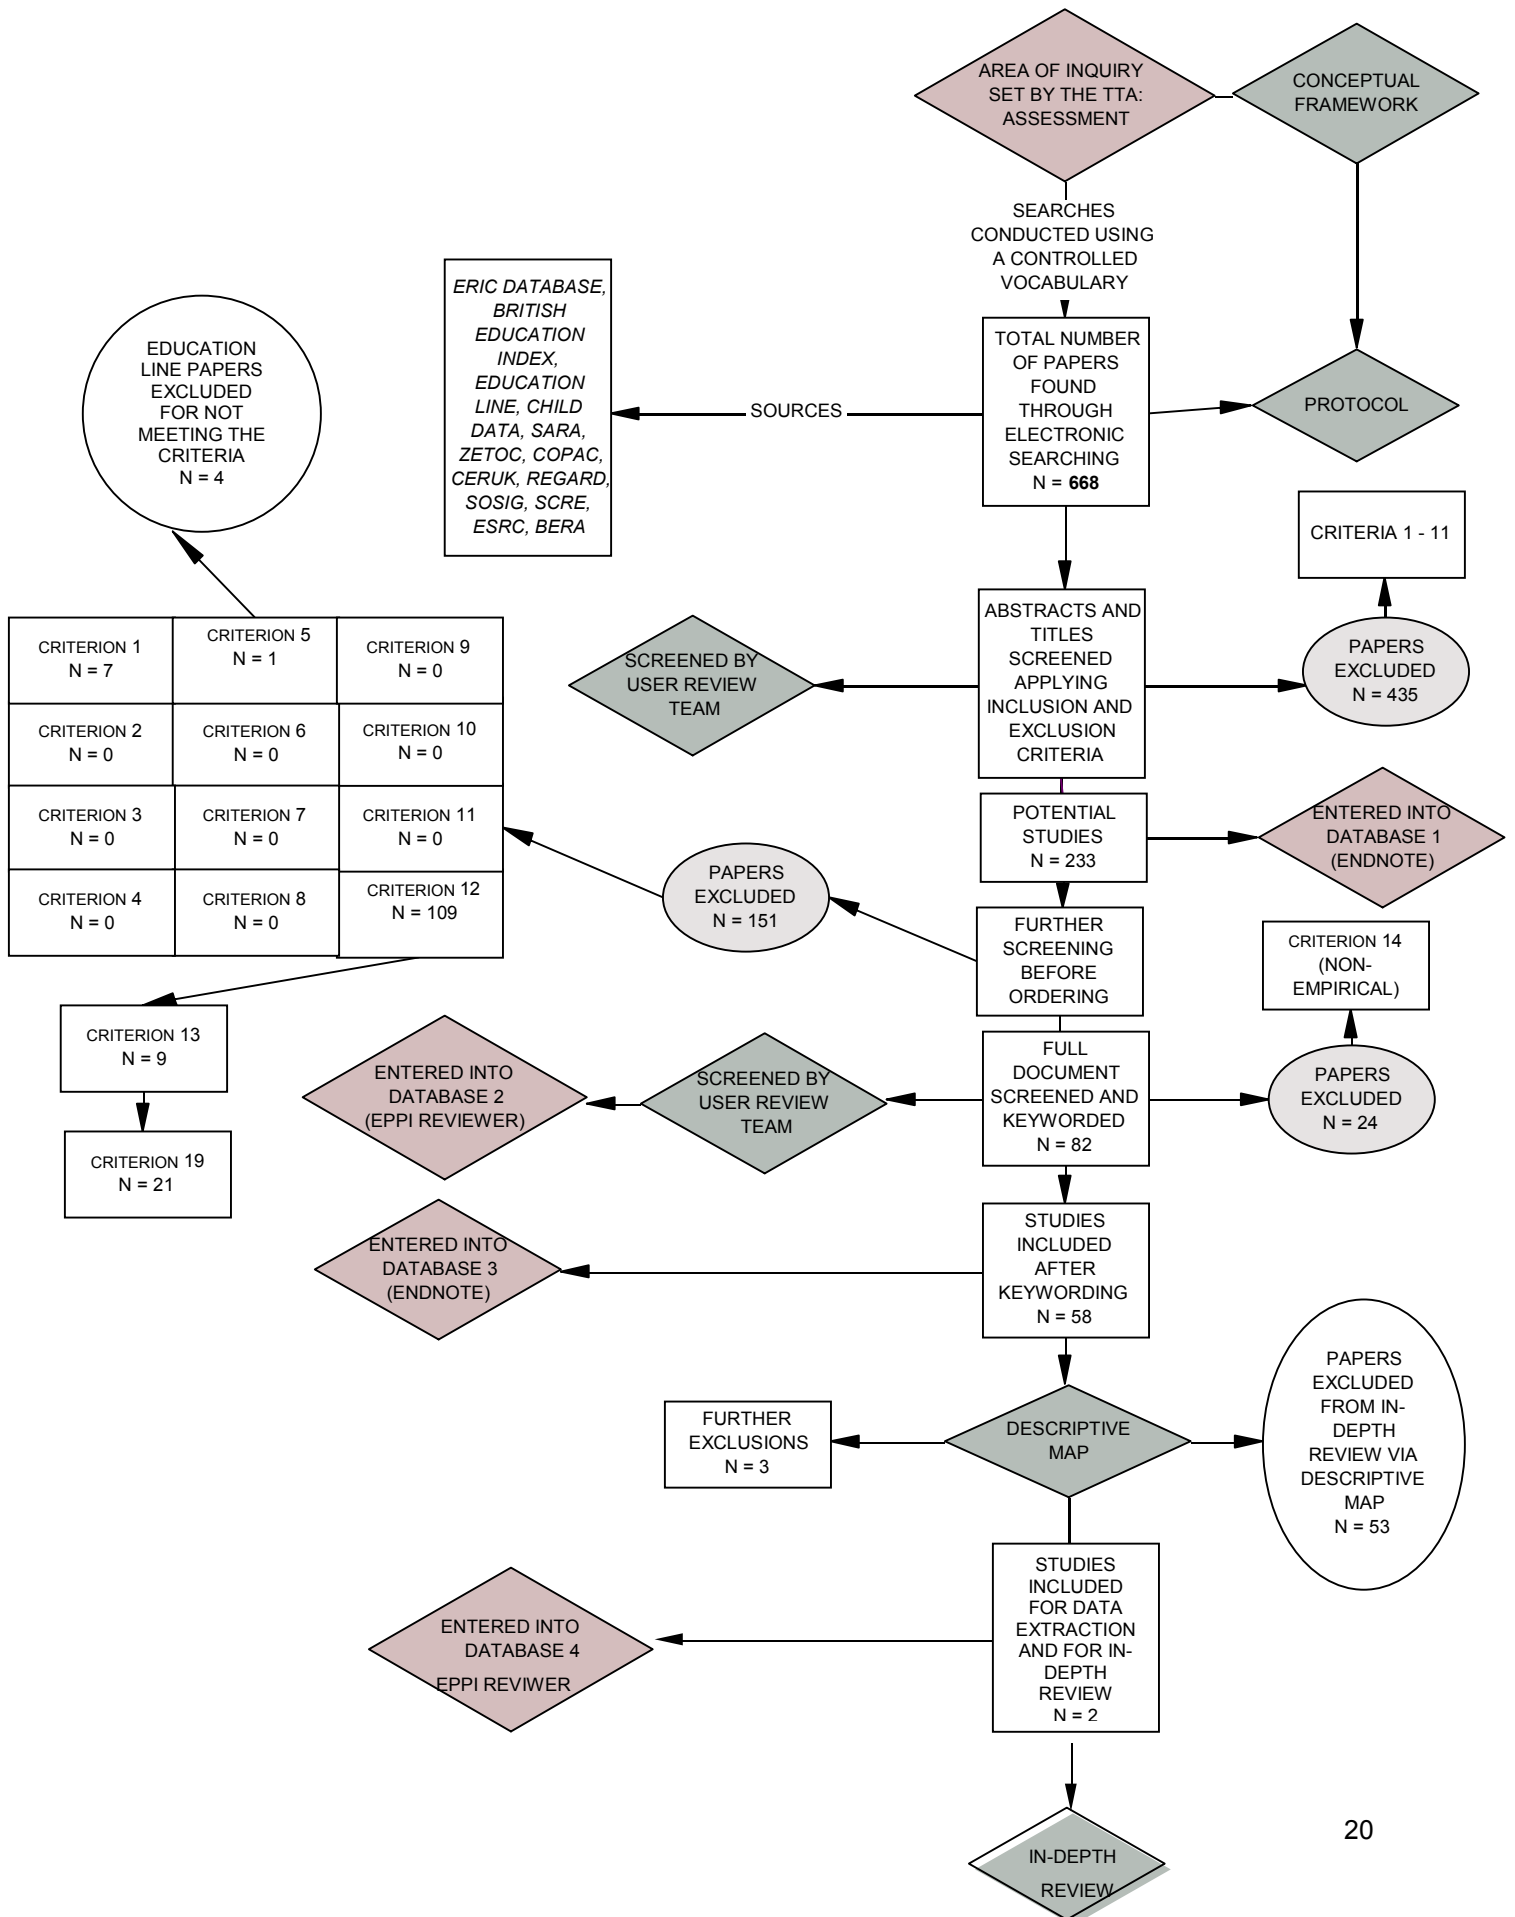 AREA OF INQUIRY
SET BY THE TTA:
ASSESSMENT
CONCEPTUAL
FRAMEWORK
SEARCHES
CONDUCTED USING
A CONTROLLED
VOCABULARY
ERIC DATABASE,
BRITISH
EDUCATION
INDEX,
EDUCATION
LINE, CHILD
DATA, SARA,
ZETOC, COPAC,
CERUK, REGARD,
SOSIG, SCRE,
ESRC, BERA
SOURCES
TOTAL NUMBER
OF PAPERS
FOUND
THROUGH
ELECTRONIC
SEARCHING
N = 668
PROTOCOL
EDUCATION
LINE PAPERS
EXCLUDED
FOR NOT
MEETING THE
CRITERIA
N = 4
CRITERIA 1 - 11
ABSTRACTS AND
TITLES
SCREENED
APPLYING
INCLUSION AND
EXCLUSION
CRITERIA
SCREENED BY
USER REVIEW
TEAM
PAPERS
EXCLUDED
N = 435
CRITERION 1
N = 7
CRITERION 5
N = 1
CRITERION 9
N = 0
CRITERION 2
N = 0
CRITERION 6
N = 0
CRITERION 10
N = 0
CRITERION 3
N = 0
CRITERION 7
N = 0
CRITERION 11
N = 0
CRITERION 4
N = 0
CRITERION 8
N = 0
CRITERION 12
N = 109
POTENTIAL
STUDIES
N = 233
ENTERED INTO
DATABASE 1
(ENDNOTE)
PAPERS
EXCLUDED
N = 151
FURTHER
SCREENING
BEFORE
ORDERING
CRITERION 14
(NON-
EMPIRICAL)
CRITERION 13
N = 9
CRITERION 19
N = 21
ENTERED INTO
DATABASE 2
(EPPI REVIEWER)
SCREENED BY
USER REVIEW
TEAM
FULL
DOCUMENT
SCREENED AND
KEYWORDED
N = 82
PAPERS
EXCLUDED
N = 24
ENTERED INTO
DATABASE 3
(ENDNOTE)
STUDIES
INCLUDED
AFTER
KEYWORDING
N = 58
FURTHER
EXCLUSIONS
N = 3
DESCRIPTIVE
MAP
PAPERS
EXCLUDED
FROM IN-
DEPTH
REVIEW VIA
DESCRIPTIVE
MAP
N = 53
ENTERED INTO
DATABASE 4
EPPI REVIWER
STUDIES
INCLUDED
FOR DATA
EXTRACTION
AND FOR IN-
DEPTH
REVIEW
N = 2
IN-DEPTH
REVIEW
20